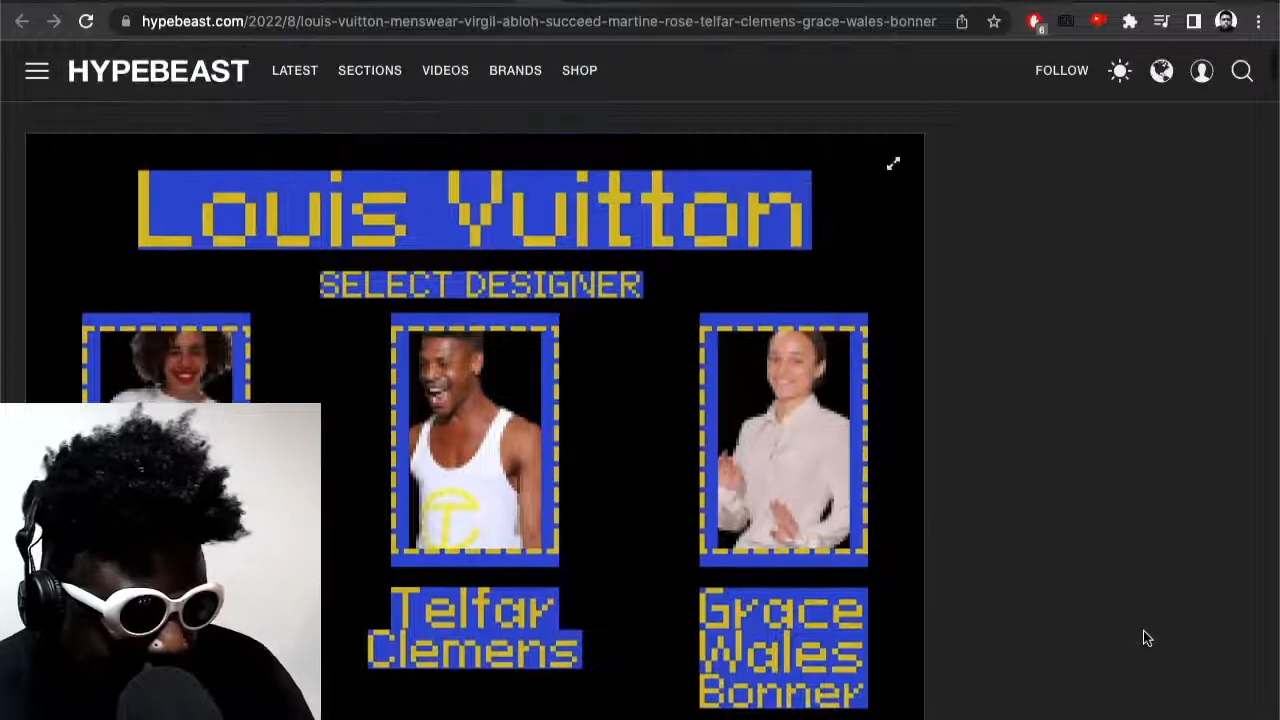 hypebeast.com/2022/8/louis-vuitton-menswear-virgil-abloh-succeed-martine-rose-telfar-clemens-grace-wales-bonner
6
HYPEBEAST LATEST SECTIONS VIDEOS BRANDS SHOP FOLLOW
Louis Vuitton
SELECT DESIGNER
Telfar
Clemens
Grace
Wales
Bonner